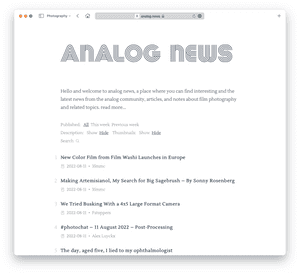 Photography
analog.news
ANALOG NEWS
Hello and welcome to analog news, a place where you can find interesting and the
latest news from the analog community, articles, and notes about film photography
and related topics. read more...
Published: All This week Previous week
Description: Show Hide Thumbnails: Show Hide
Search:
New Color Film from Film Washi Launches in Europe
2022-08-11
2 Making Artemisianol, My Search for Big Sagebrush — By Sonny Rosenberg
2022-08-11
3 We Tried Busking With a 4x5 Large Format Camera
2022-08-11 • Petapixel
4 #photochat — 11 August 2022 — Post-Processing
2022-08-11 • Alex Luyckx
5 The day, aged five, I lied to my ophthalmologist